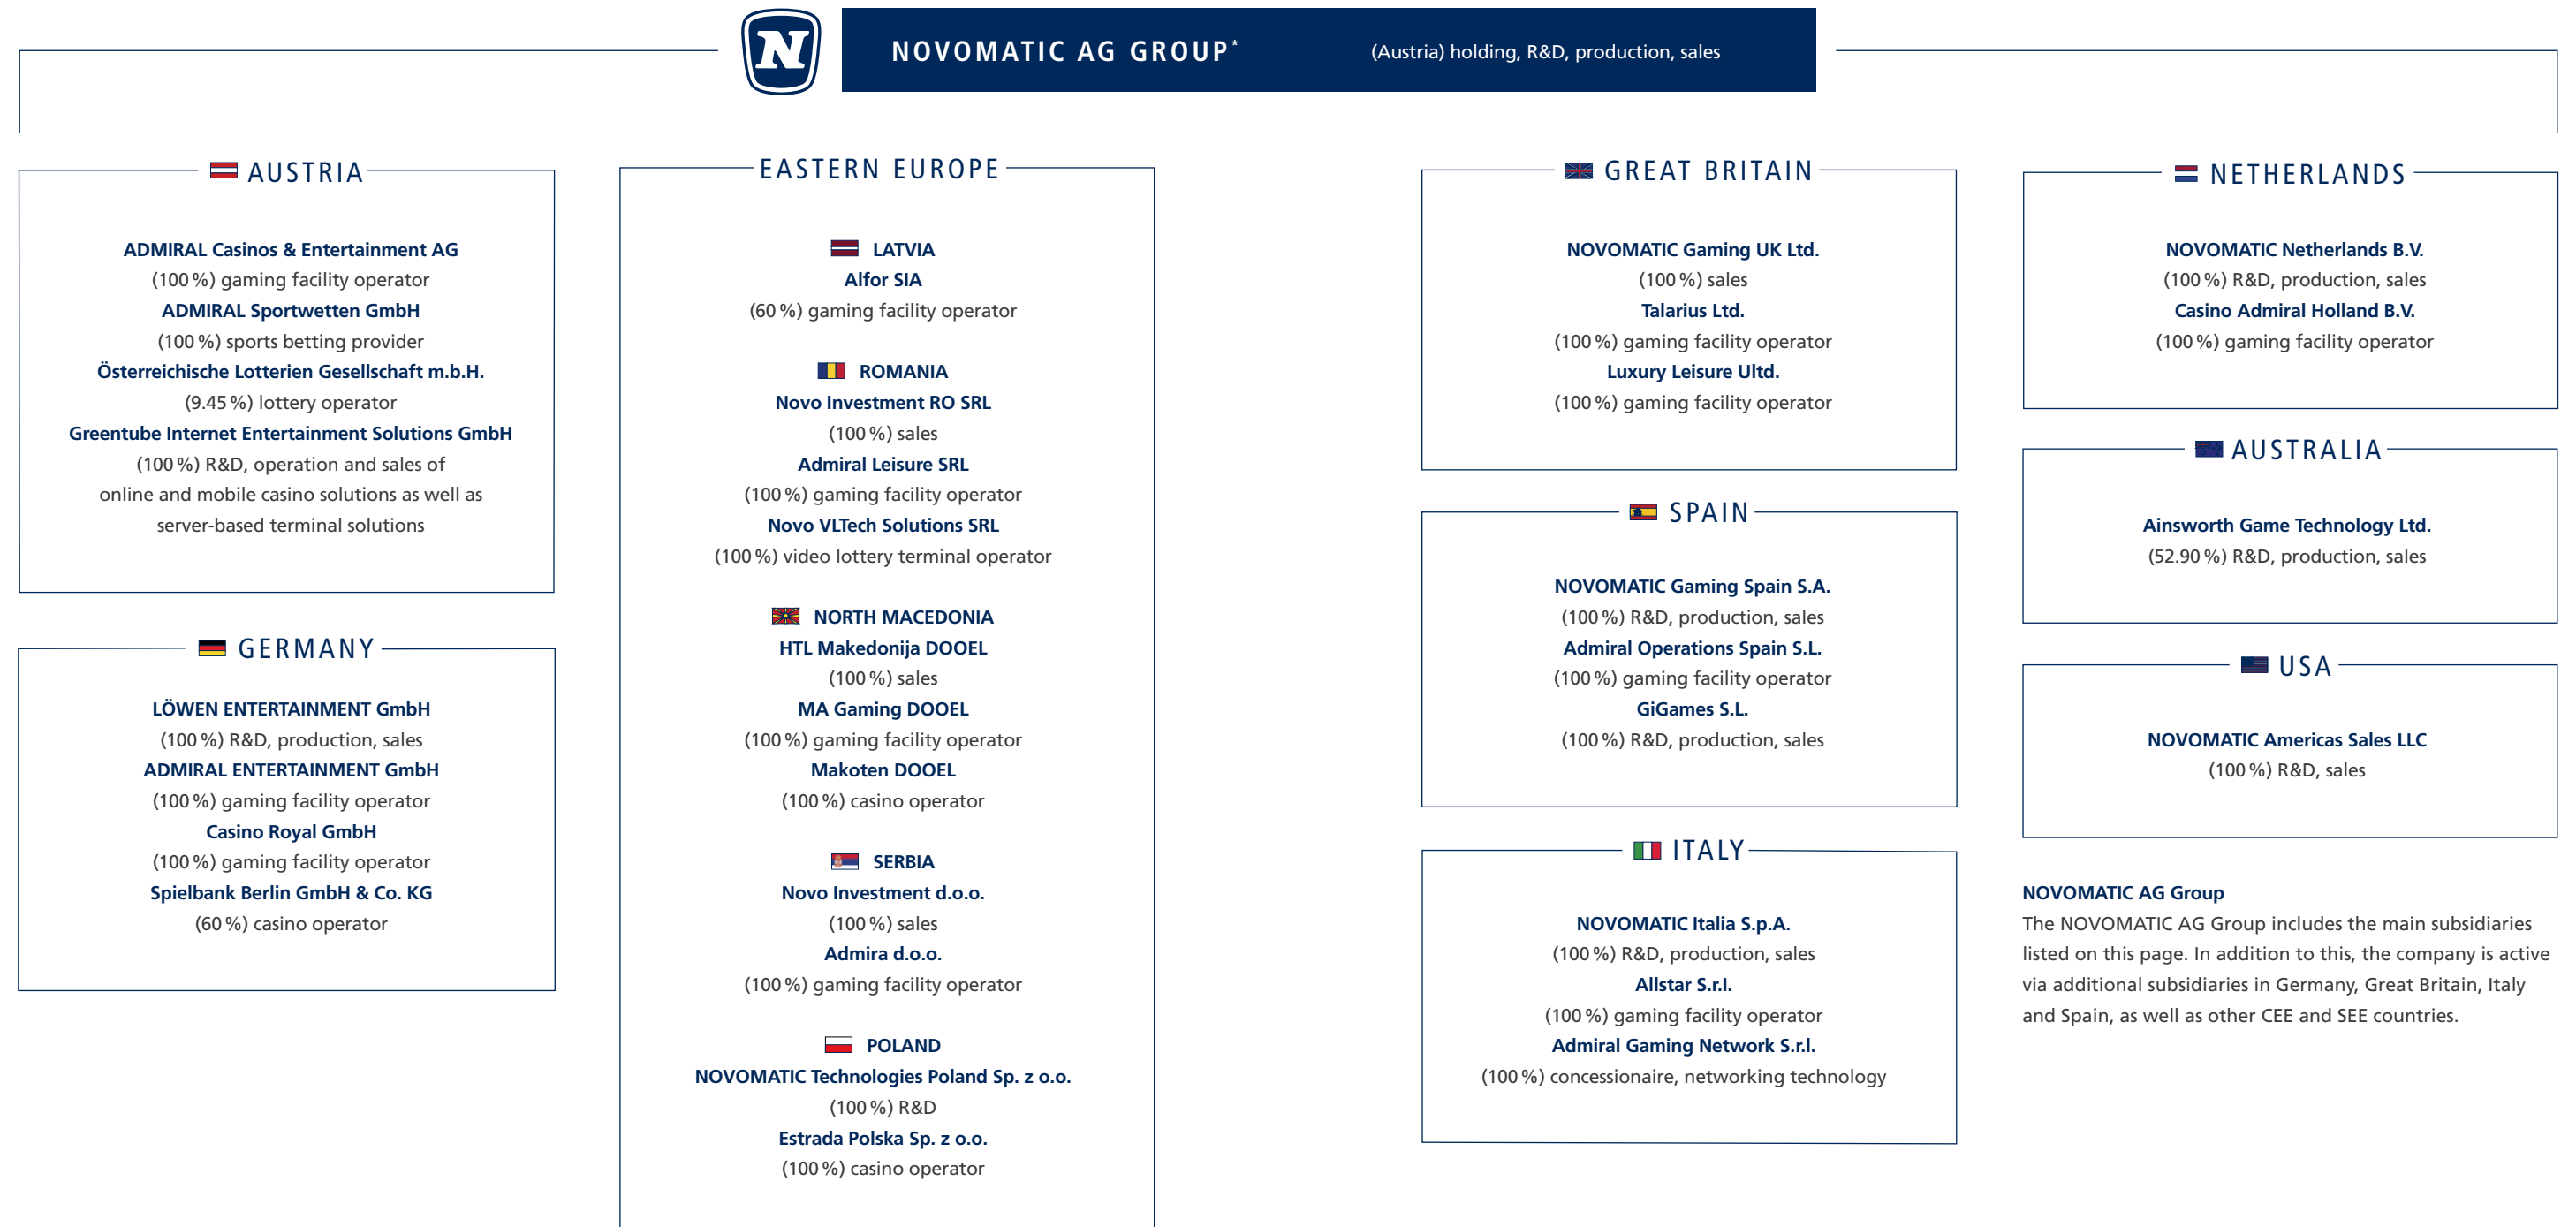 N
NOVOMATIC AG GROUP*
(Austria) holding, R&D, production, sales
AUSTRIA
ADMIRAL Casinos & Entertainment AG
(100 %) gaming facility operator
ADMIRAL Sportwetten GmbH
(100 %) sports betting provider
Österreichische Lotterien Gesellschaft m.b.H.
(9.45 %) lottery operator
Greentube Internet Entertainment Solutions GmbH
(100 %) R&D, operation and sales of
online and mobile casino solutions as well as
server-based terminal solutions
GERMANY
LÖWEN ENTERTAINMENT GmbH
(100 %) R&D, production, sales
ADMIRAL ENTERTAINMENT GmbH
(100 %) gaming facility operator
Casino Royal GmbH
(100 %) gaming facility operator
Spielbank Berlin GmbH & Co. KG
(60 %) casino operator
EASTERN EUROPE
LATVIA
Alfor SIA
(60 %) gaming facility operator
ROMANIA
Novo Investment RO SRL
(100 %) sales
Admiral Leisure SRL
(100 %) gaming facility operator
Novo VLTech Solutions SRL
(100 %) video lottery terminal operator
NORTH MACEDONIA
HTL Makedonija DOOEL
(100 %) sales
MA Gaming DOOEL
(100 %) gaming facility operator
Makoten DOOEL
(100 %) casino operator
SERBIA
Novo Investment d.o.o.
(100 %) sales
Admira d.o.o.
(100 %) gaming facility operator
POLAND
NOVOMATIC Technologies Poland Sp. z o.o.
(100 %) R&D
Estrada Polska Sp. z o.o.
(100 %) casino operator
GREAT BRITAIN
NOVOMATIC Gaming UK Ltd.
(100 %) sales
Talarius Ltd.
(100 %) gaming facility operator
Luxury Leisure Ultd.
(100 %) gaming facility operator
SPAIN
NOVOMATIC Gaming Spain S.A.
(100 %) R&D, production, sales
Admiral Operations Spain S.L.
(100 %) gaming facility operator
GiGames S.L.
(100 %) R&D, production, sales
ITALY
NOVOMATIC Italia S.p.A.
(100 %) R&D, production, sales
Allstar S.r.l.
(100 %) gaming facility operator
Admiral Gaming Network S.r.l.
(100 %) concessionaire, networking technology
NETHERLANDS
NOVOMATIC Netherlands B.V.
(100 %) R&D, production, sales
Casino Admiral Holland B.V.
(100 %) gaming facility operator
AUSTRALIA
Ainsworth Game Technology Ltd.
(52.90 %) R&D, production, sales
USA
NOVOMATIC Americas Sales LLC
(100 %) R&D, sales
NOVOMATIC AG Group
The NOVOMATIC AG Group includes the main subsidiaries
listed on this page. In addition to this, the company is active
via additional subsidiaries in Germany, Great Britain, Italy
and Spain, as well as other CEE and SEE countries.